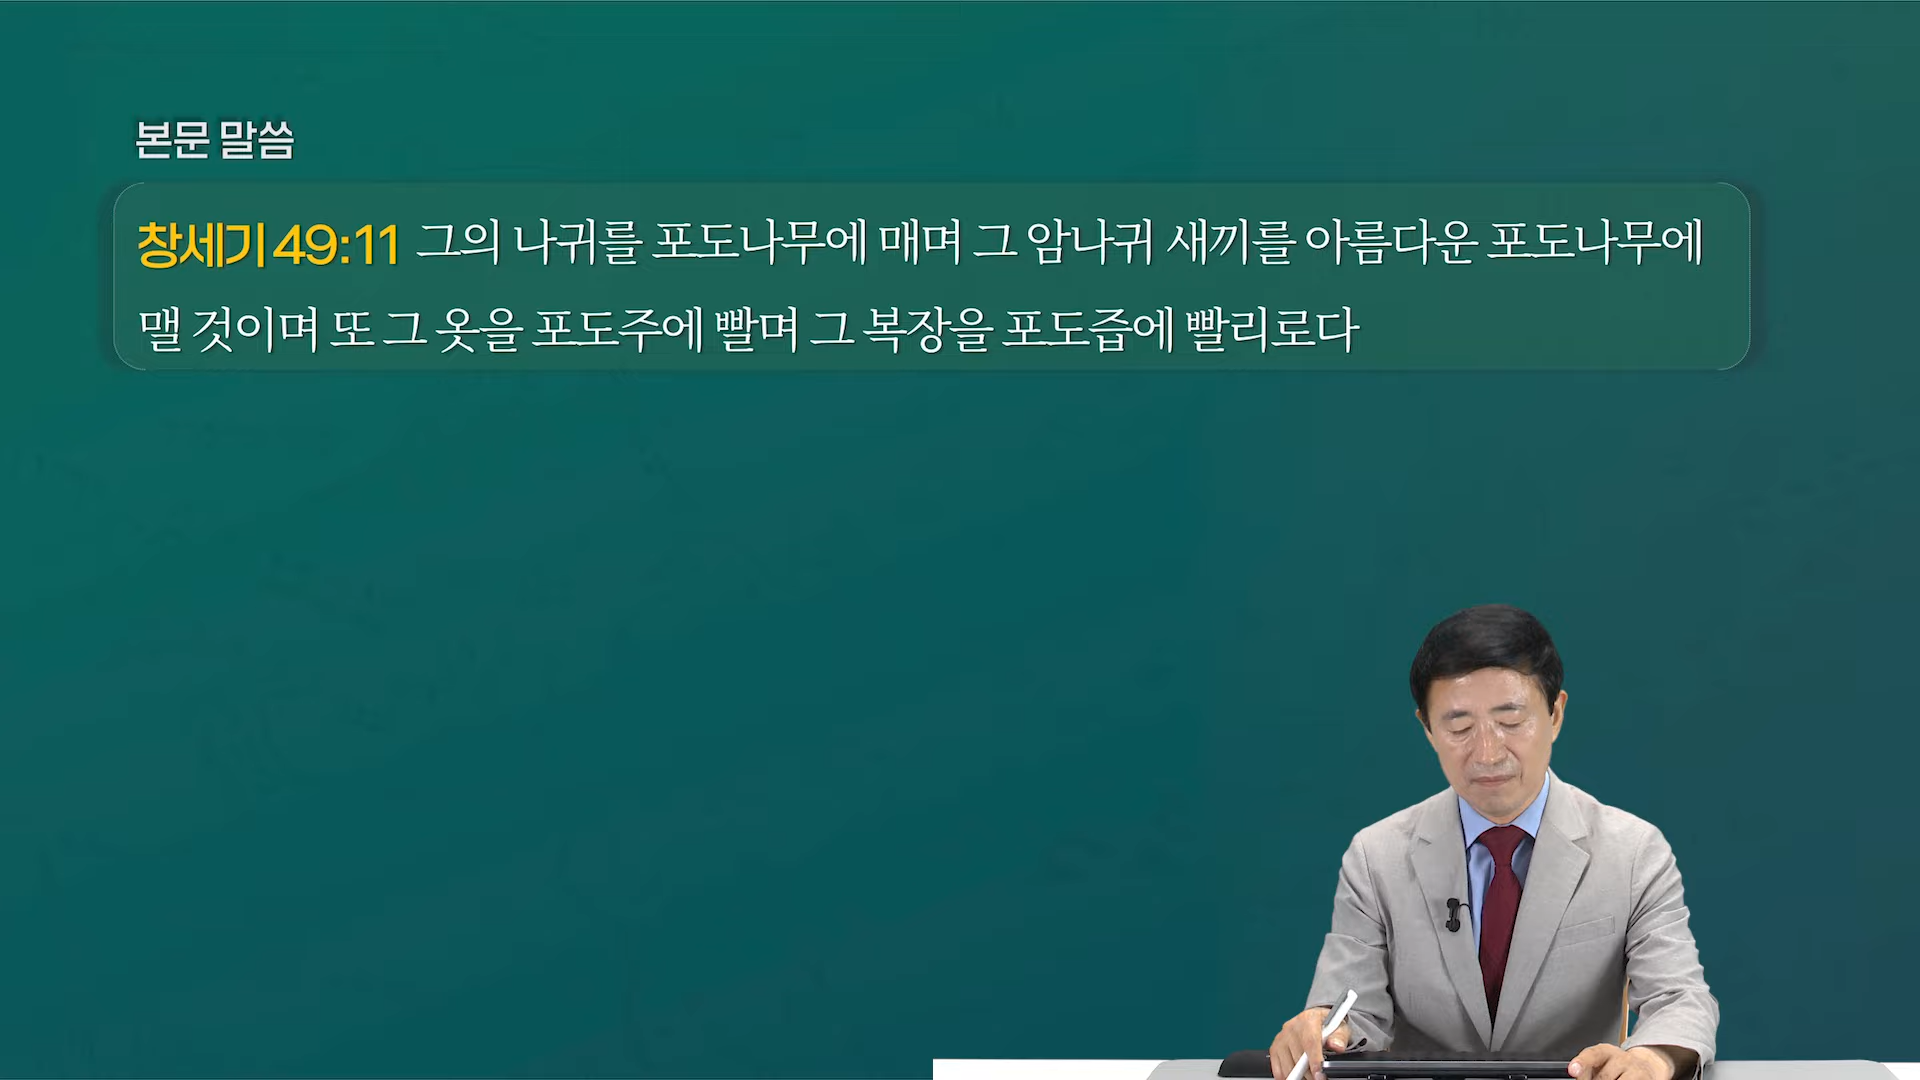 본문 말씀
창세기 49:11 그의 나귀를 포도나무에 매며 그 암나귀 새끼를 아름다운 포도나무에
맬 것이며 또 그 옷을 포도주에 빨며 그 복장을 포도즙에 빨리로다